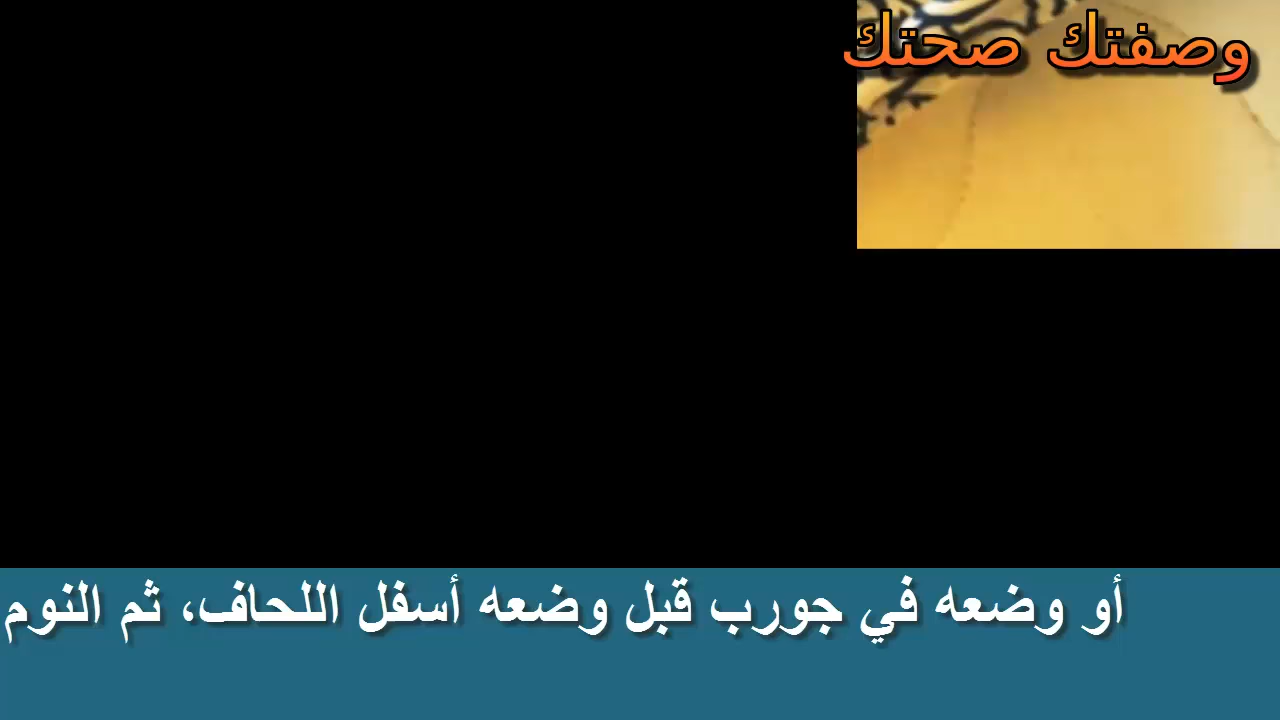 وصفتك صحتك
أو وضعه في جورب قبل وضعه أسفل اللحاف، ثم النوم